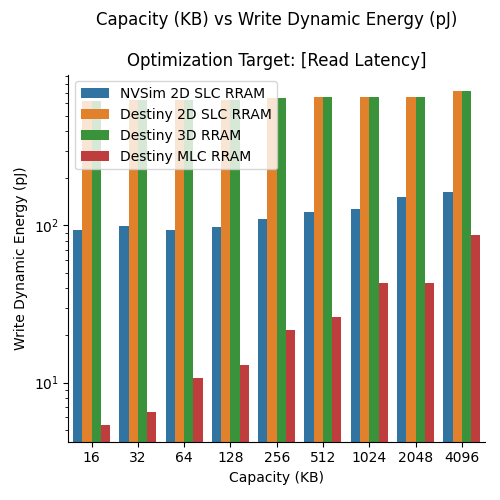 Capacity (KB) vs Write Dynamic Energy (pJ)
Optimization Target: [Read Latency]
NVSim 2D SLC RRAM
Destiny 2D SLC RRAM
Destiny 3D RRAM
Destiny MLC RRAM
Write Dynamic Energy (pJ)
10²
10¹
16 32 64 128 256 512 1024 2048 4096
Capacity (KB)